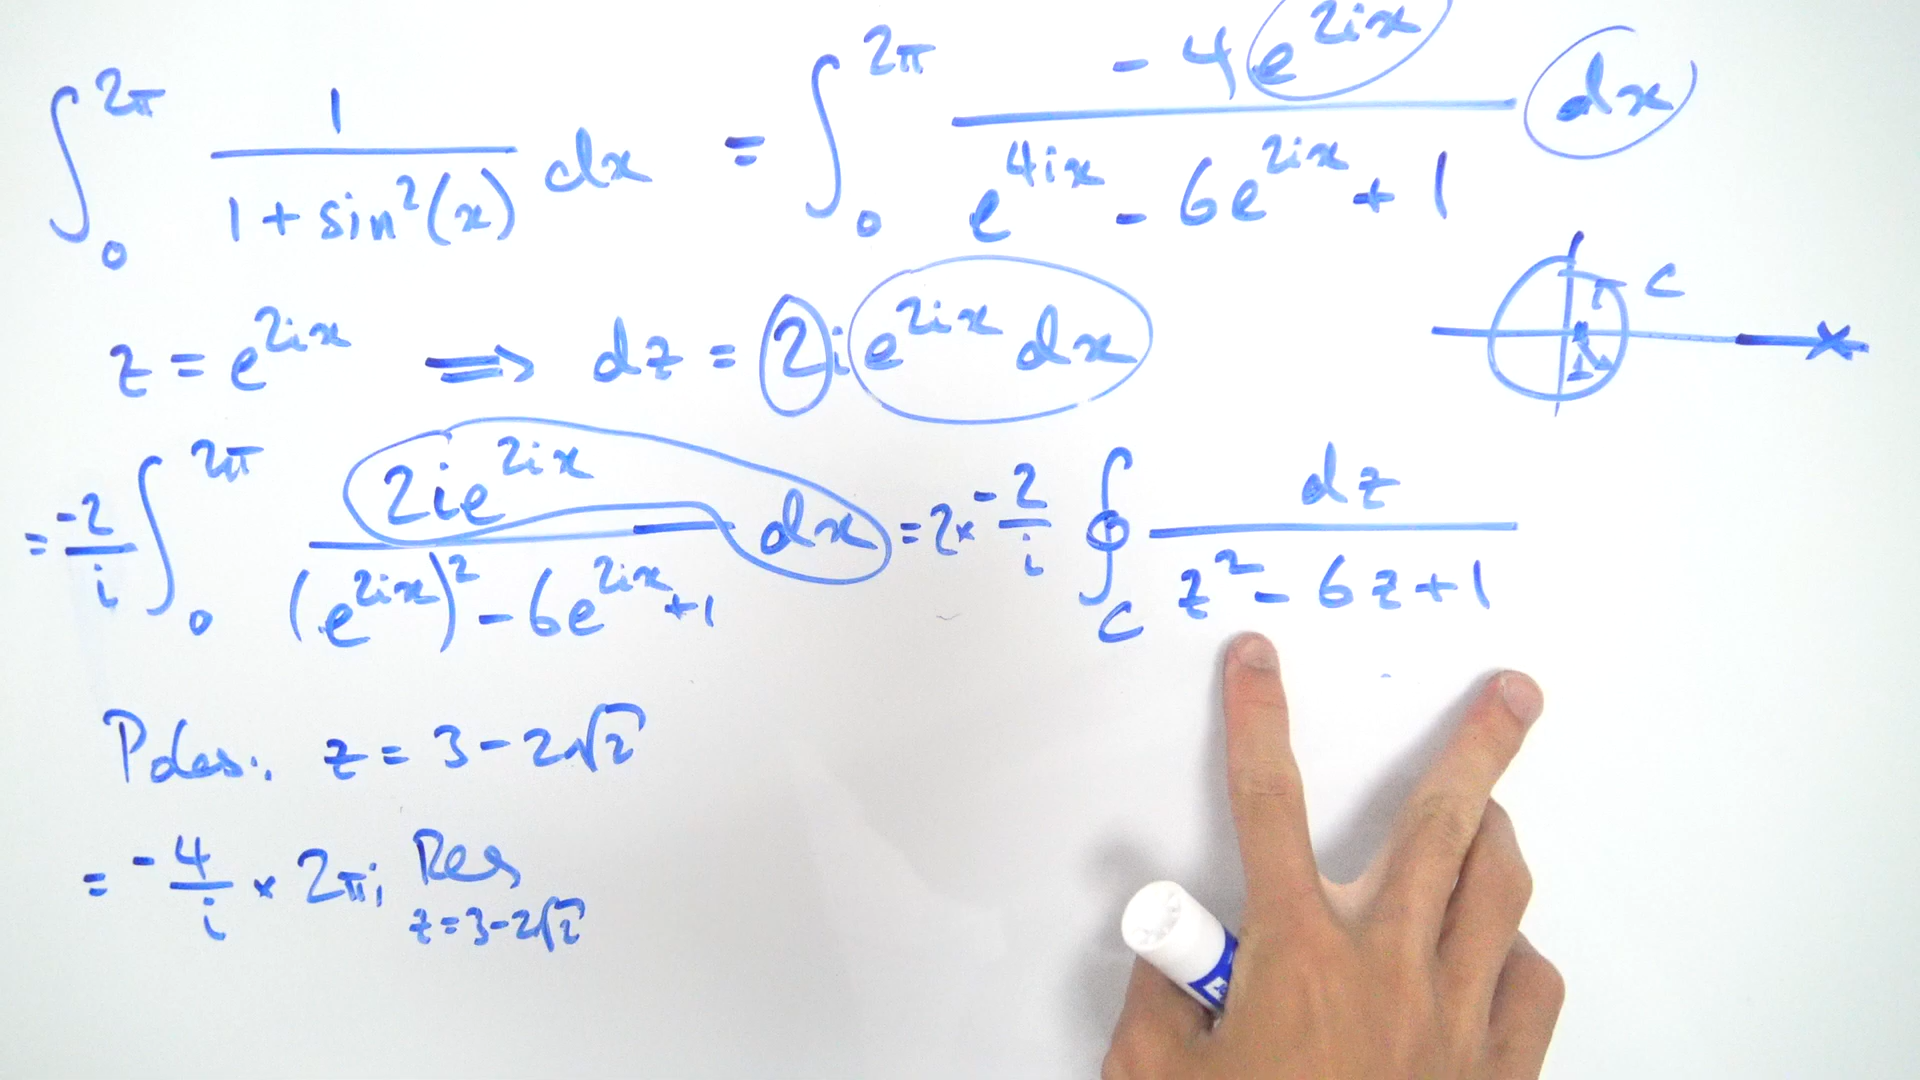 ∫₀^{2π} 1/(1 + sin²(x)) dx = ∫₀^{2π} -4e^{2ix}/(e^{4ix} - 6e^{2ix} + 1) dx
C
z = e^{2ix} ⟹ dz = 2ie^{2ix} dx
= -2/i ∫₀^{2π} 2ie^{2ix}/((e^{2ix})² - 6e^{2ix} + 1) dx = 2 × -2/i ∮_C dz/(z² - 6z + 1)
Poles: z = 3 - 2√2
= -4/i × 2πi Res_{z=3-2√2}